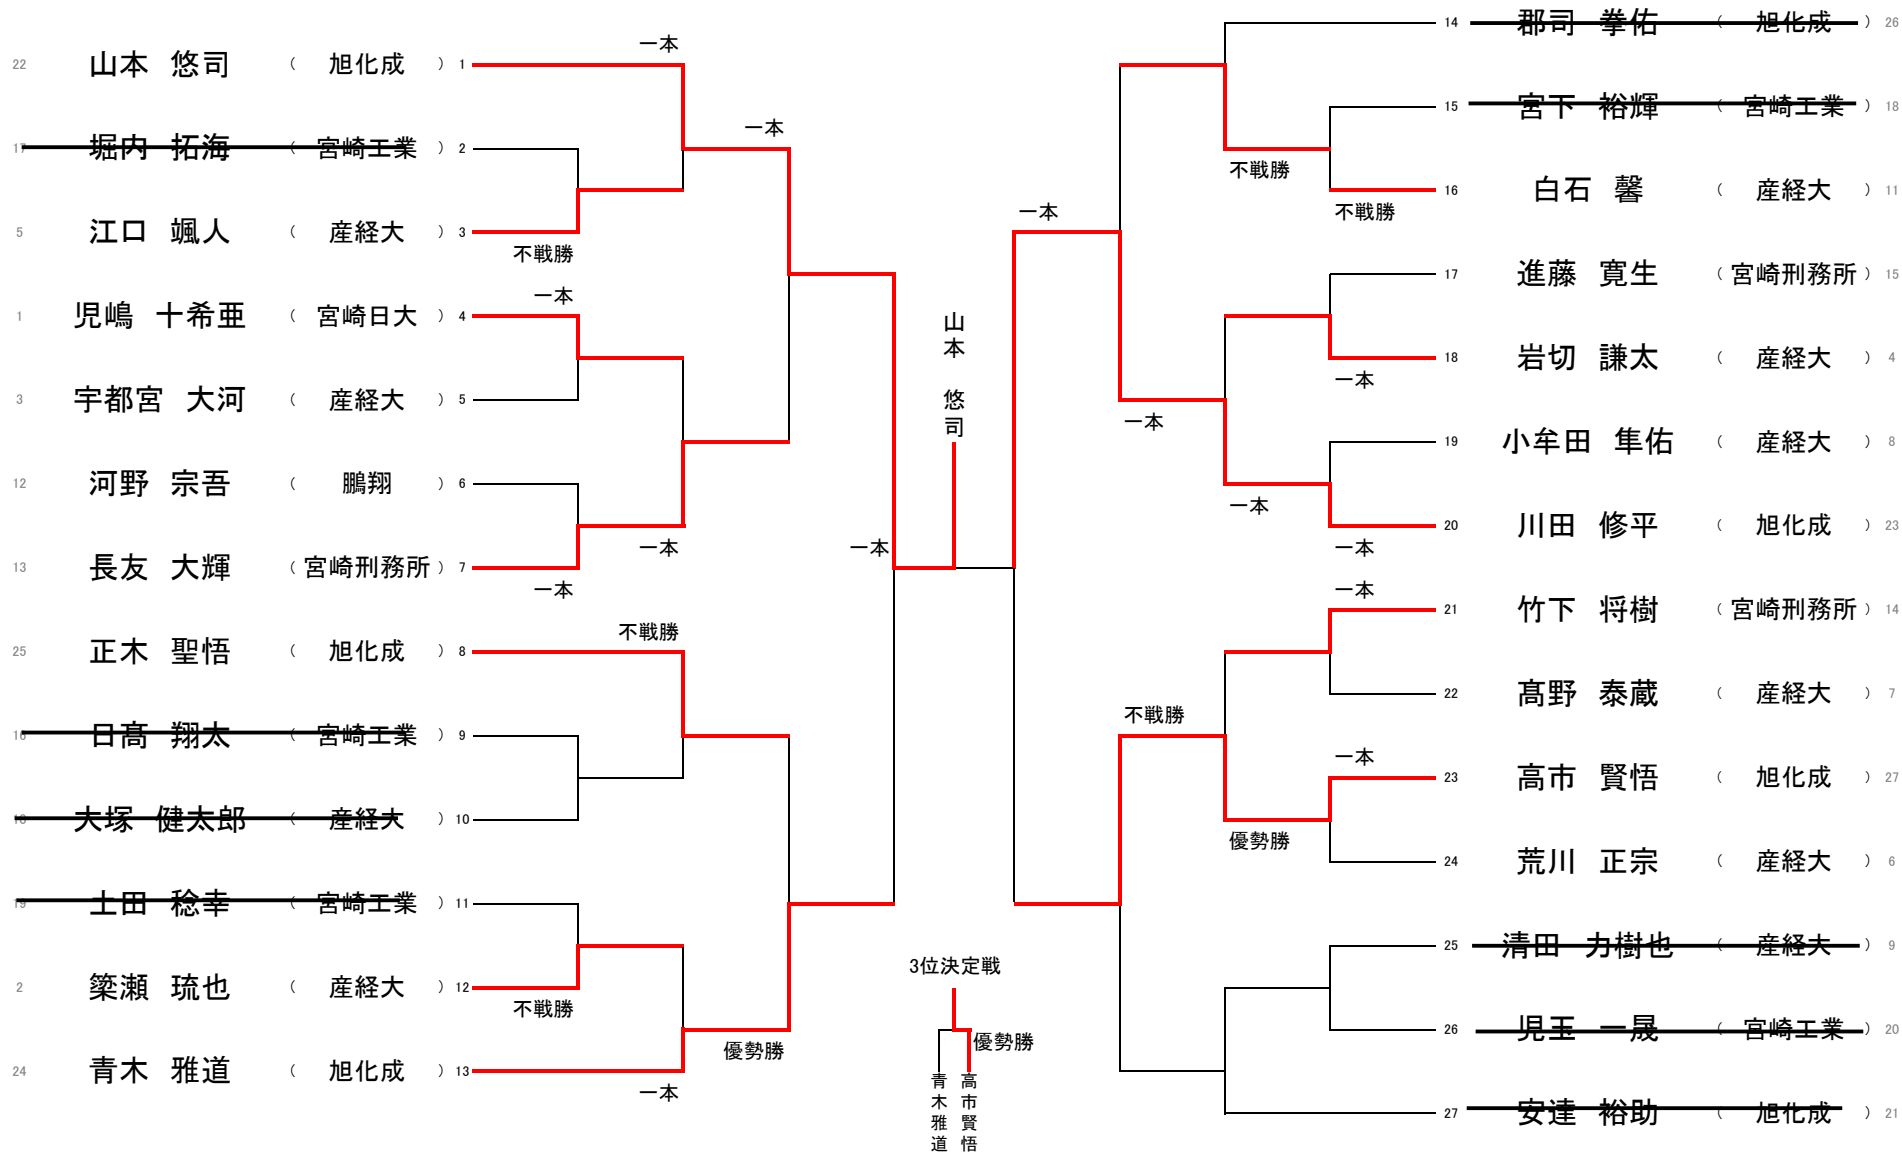 22 山本 悠司 （ 旭化成 ） 1
一本
17 堀内 拓海 （ 宮崎工業 ） 2
一本
5 江口 颯人 （ 産経大 ） 3
不戦勝
1 児嶋 十希亜 （ 宮崎日大 ） 4
一本
3 宇都宮 大河 （ 産経大 ） 5
12 河野 宗吾 （ 鵬翔 ） 6
一本
13 長友 大輝 （ 宮崎刑務所 ） 7
一本
一本
25 正木 聖悟 （ 旭化成 ） 8
不戦勝
16 日髙 翔太 （ 宮崎工業 ） 9
大塚 健太郎 （ 産経大 ） 10
19 土田 稔幸 （ 宮崎工業 ） 11
2 簗瀬 琉也 （ 産経大 ） 12
不戦勝
優勢勝
24 青木 雅道 （ 旭化成 ） 13
一本
山本 悠司
3位決定戦
優勢勝
青木雅道
高市賢悟
14 郡司 拳佑 （ 旭化成 ） 26
15 宮下 裕輝 （ 宮崎工業 ） 18
不戦勝
16 白石 馨 （ 産経大 ） 11
不戦勝
一本
17 進藤 寛生 （ 宮崎刑務所 ） 15
18 岩切 謙太 （ 産経大 ） 4
一本
一本
19 小牟田 隼佑 （ 産経大 ） 8
一本
20 川田 修平 （ 旭化成 ） 23
一本
一本
21 竹下 将樹 （ 宮崎刑務所 ） 14
22 髙野 泰蔵 （ 産経大 ） 7
不戦勝
一本
23 高市 賢悟 （ 旭化成 ） 27
優勢勝
24 荒川 正宗 （ 産経大 ） 6
25 清田 力樹也 （ 産経大 ） 9
26 児玉 一晟 （ 宮崎工業 ） 20
27 安達 裕助 （ 旭化成 ） 21